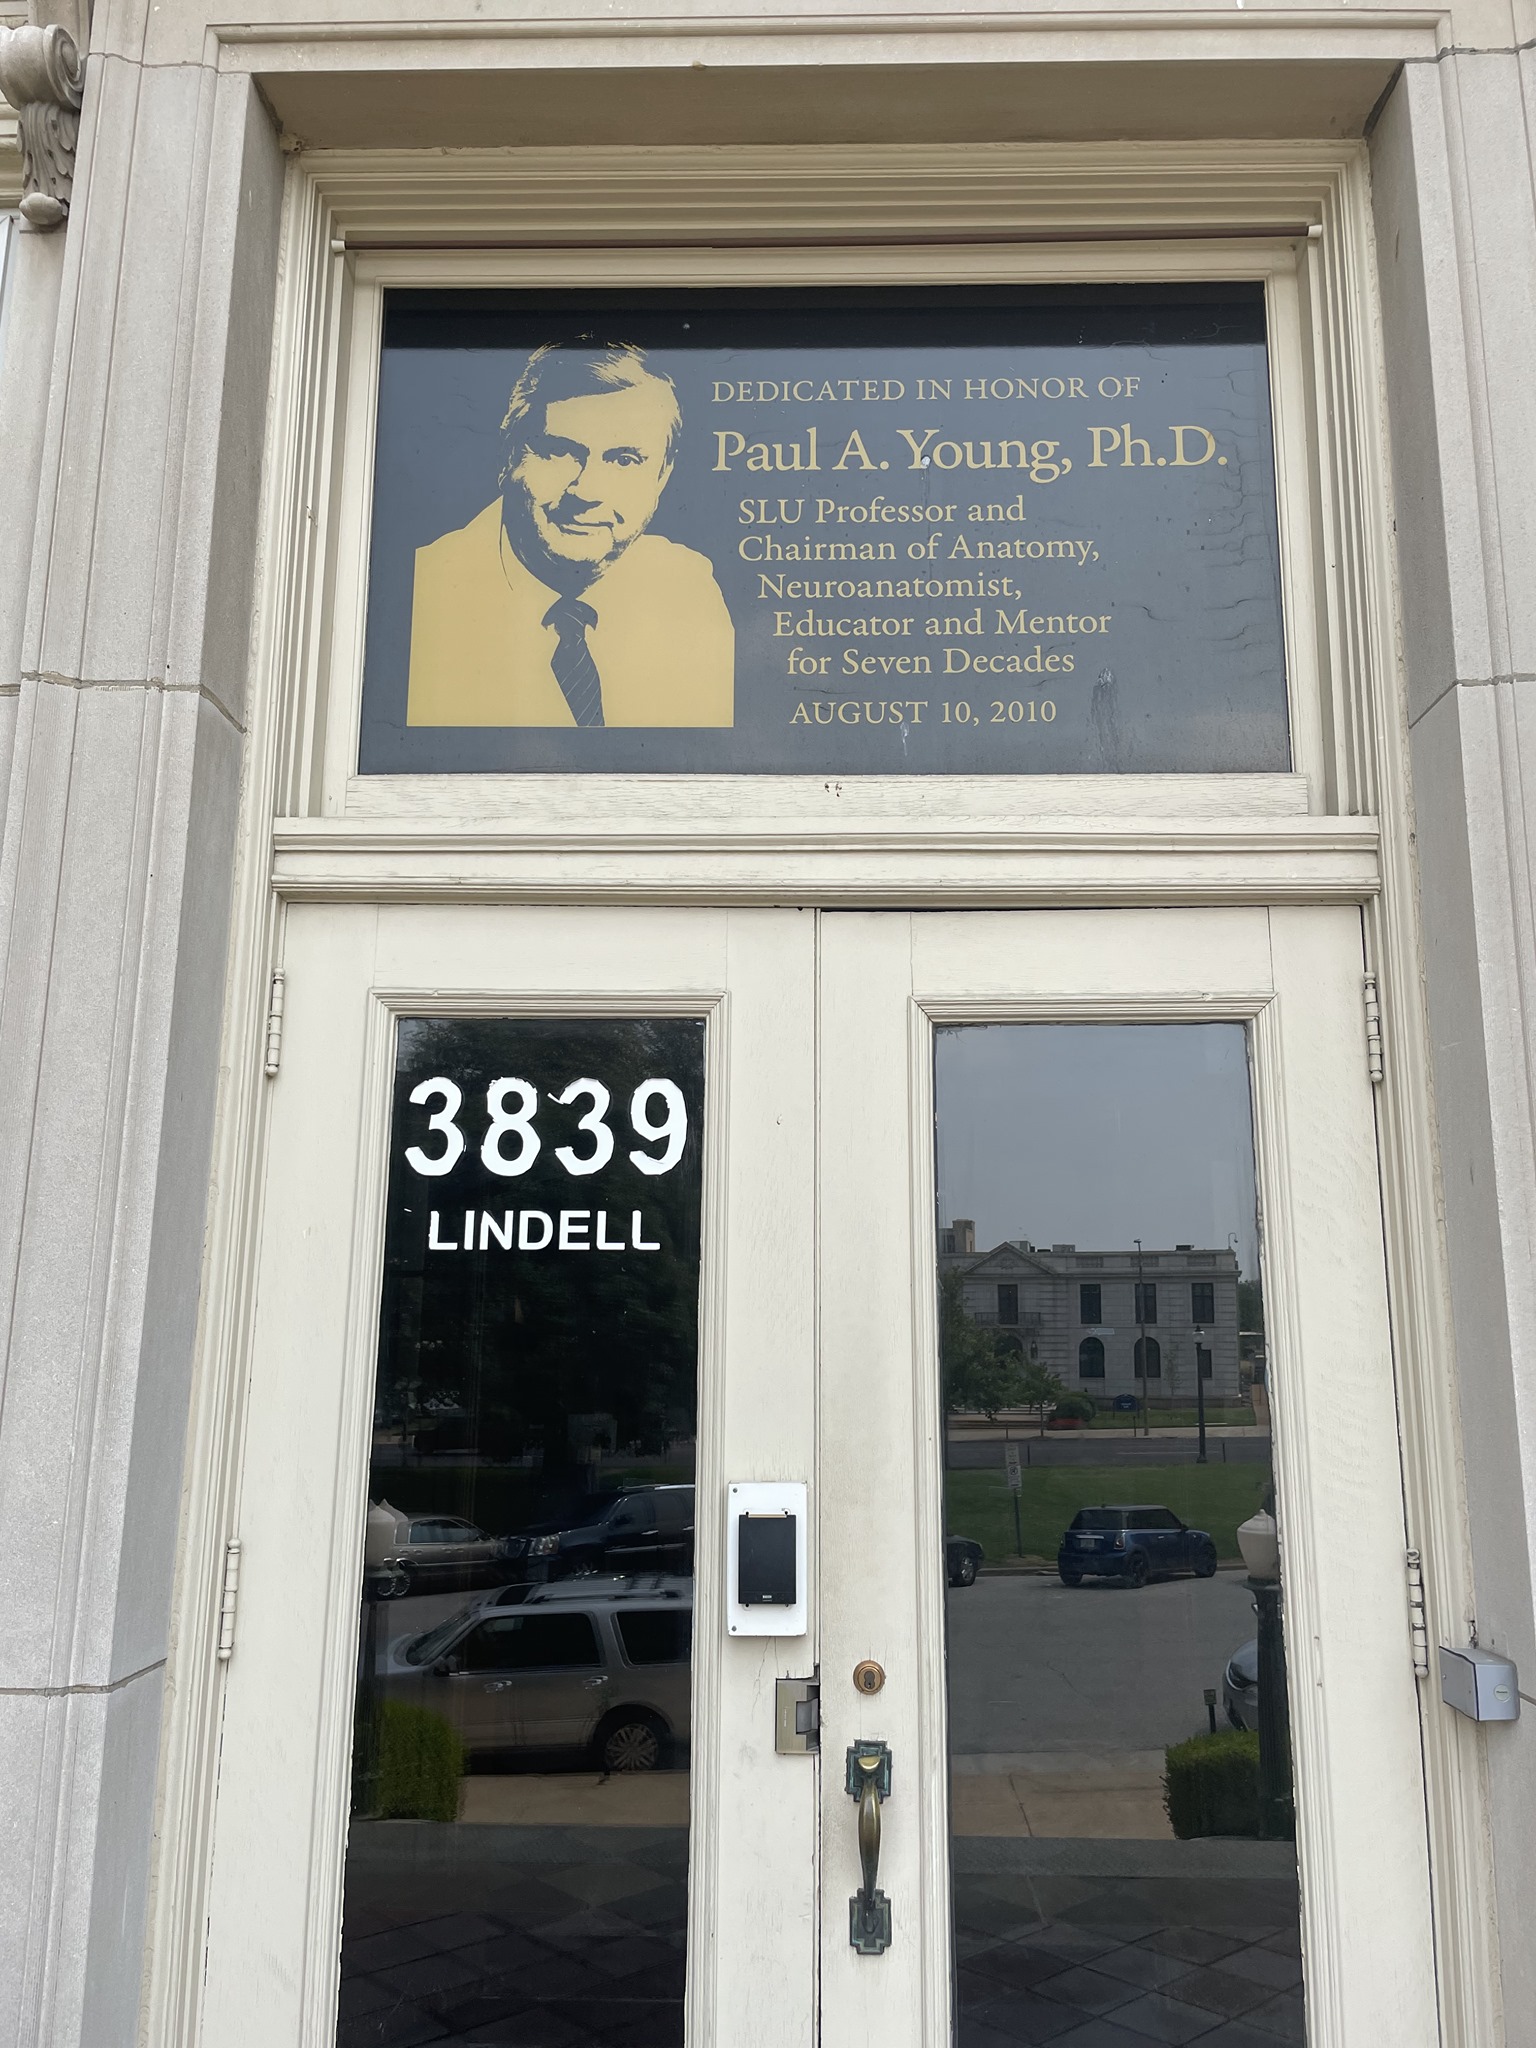 DEDICATED IN HONOR OF
Paul A. Young, Ph.D.
SLU Professor and
Chairman of Anatomy,
Neuroanatomist,
Educator and Mentor
for Seven Decades
AUGUST 10, 2010
3839
LINDELL